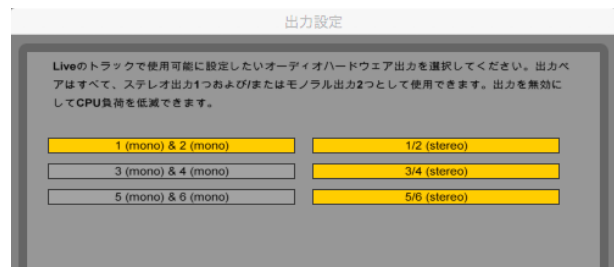 出力設定
Liveのトラックで使用可能に設定したいオーディオハードウェア出力を選択してください。出力ペ
アはすべて、ステレオ出力1つおよび/またはモノラル出力2つとして使用できます。出力を無効に
してCPU負荷を低減できます。
1 (mono) & 2 (mono) 1/2 (stereo)
3 (mono) & 4 (mono) 3/4 (stereo)
5 (mono) & 6 (mono) 5/6 (stereo)